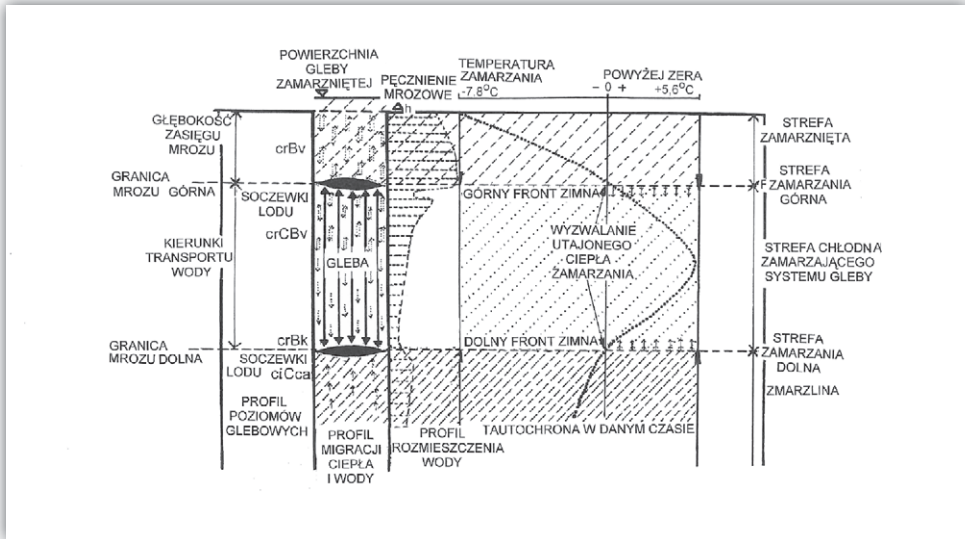 POWIERZCHNIA
GLEBY
ZAMARZNIĘTEJ
PĘCZNIENIE
MROZOWE
h
TEMPERATURA
ZAMARZANIA
-7.8°C
POWYŻEJ ZERA
- 0 +
+5,6°C
GŁĘBOKOŚĆ
ZASIĘGU
MROZU
crBv
STREFA
ZAMARZNIĘTA
GRANICA
MROZU GÓRNA
SOCZEWKI
LODU
GÓRNY FRONT ZIMNA
STREFA
ZAMARZANIA
GÓRNA
crCBv
KIERUNKI
TRANSPORTU
WODY
GLEBA
WYZWALANIE
UTAJONEGO
CIEPŁA
ZAMARZANIA
STREFA CHŁODNA
ZAMARZAJĄCEGO
SYSTEMU GLEBY
crBk
GRANICA
MROZU DOLNA
SOCZEWKI
LODU
ciCca
DOLNY FRONT ZIMNA
STREFA
ZAMARZANIA
DOLNA
ZMARZLINA
PROFIL
POZIOMÓW
GLEBOWYCH
PROFIL
MIGRACJI
CIEPŁA
I WODY
PROFIL
ROZMIESZCZENIA
WODY
TAUTOCHRONA W DANYM CZASIE